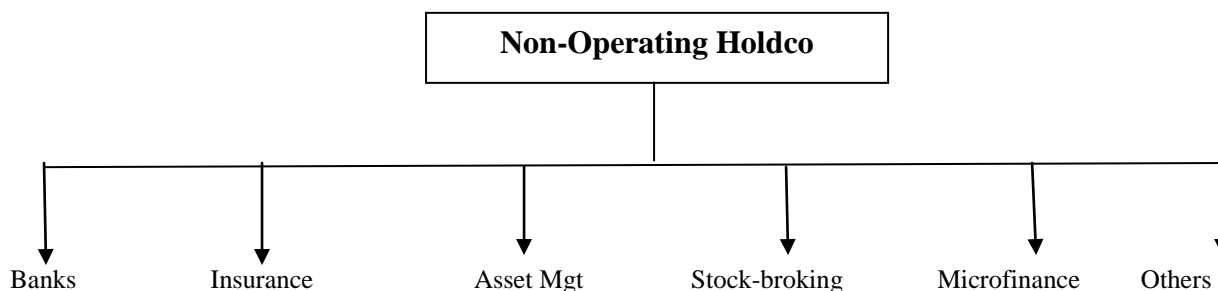 Non-Operating Holdco
Banks Insurance Asset Mgt Stock-broking Microfinance Others